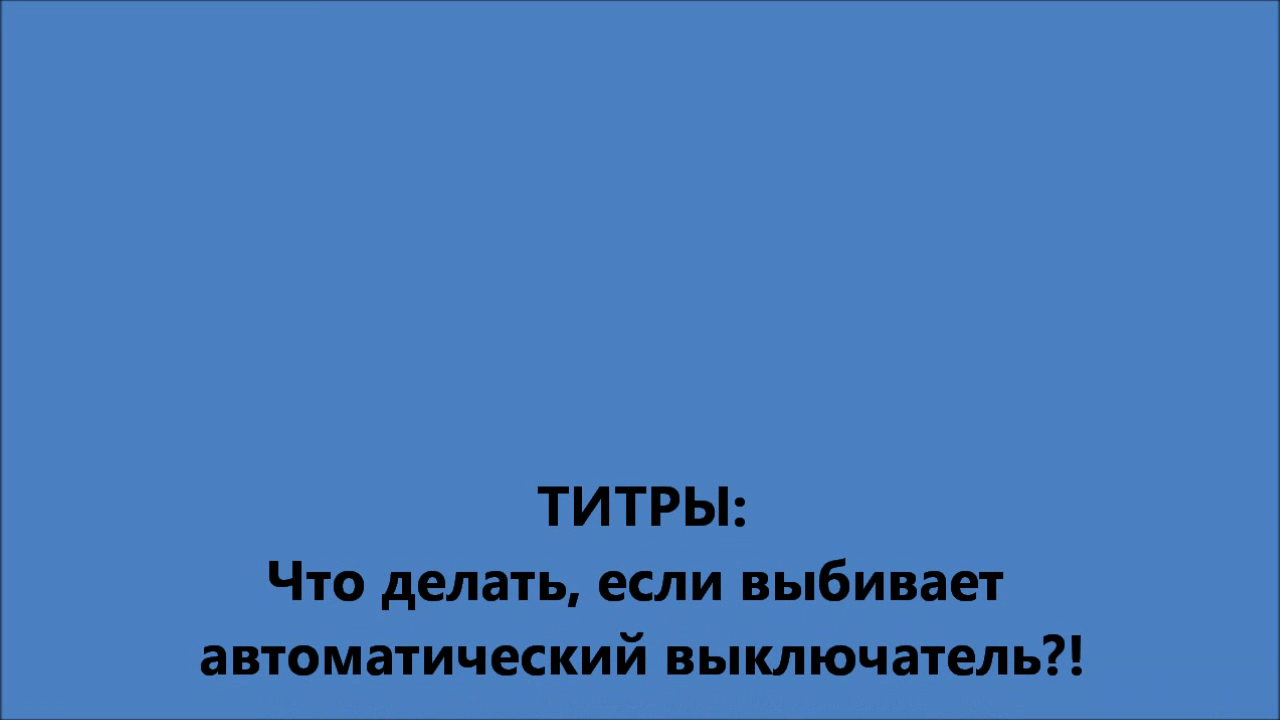 ТИТРЫ:
Что делать, если выбивает
автоматический выключатель?!